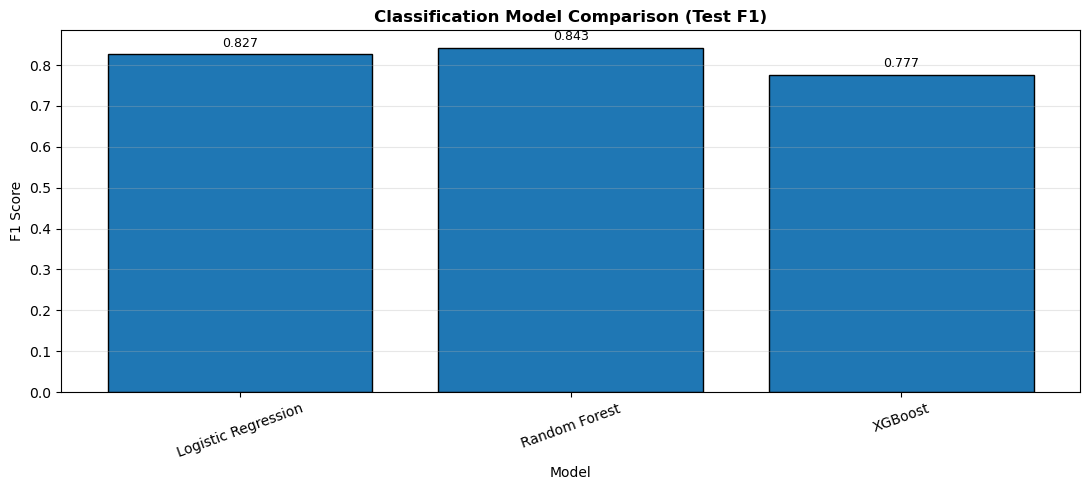 Classification Model Comparison (Test F1)
0.827
0.843
0.777
F1 Score
0.8
0.7
0.6
0.5
0.4
0.3
0.2
0.1
0.0
Logistic Regression
Random Forest
XGBoost
Model